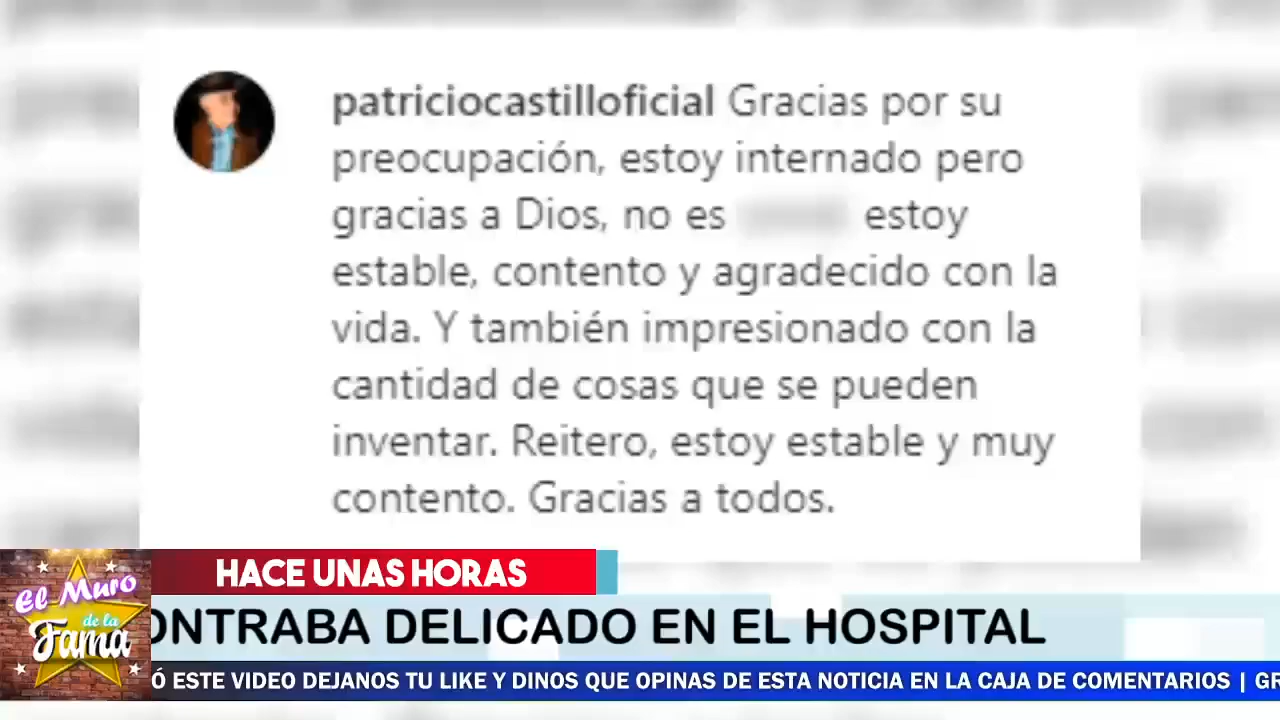 patriciocastilloficial Gracias por su
preocupación, estoy internado pero
gracias a Dios, no es estoy
estable, contento y agradecido con la
vida. Y también impresionado con la
cantidad de cosas que se pueden
inventar. Reitero, estoy estable y muy
contento. Gracias a todos.
HACE UNAS HORAS
El Muro
de la
Fama
ONTRABA DELICADO EN EL HOSPITAL
Ó ESTE VIDEO DEJANOS TU LIKE Y DINOS QUE OPINAS DE ESTA NOTICIA EN LA CAJA DE COMENTARIOS | GR